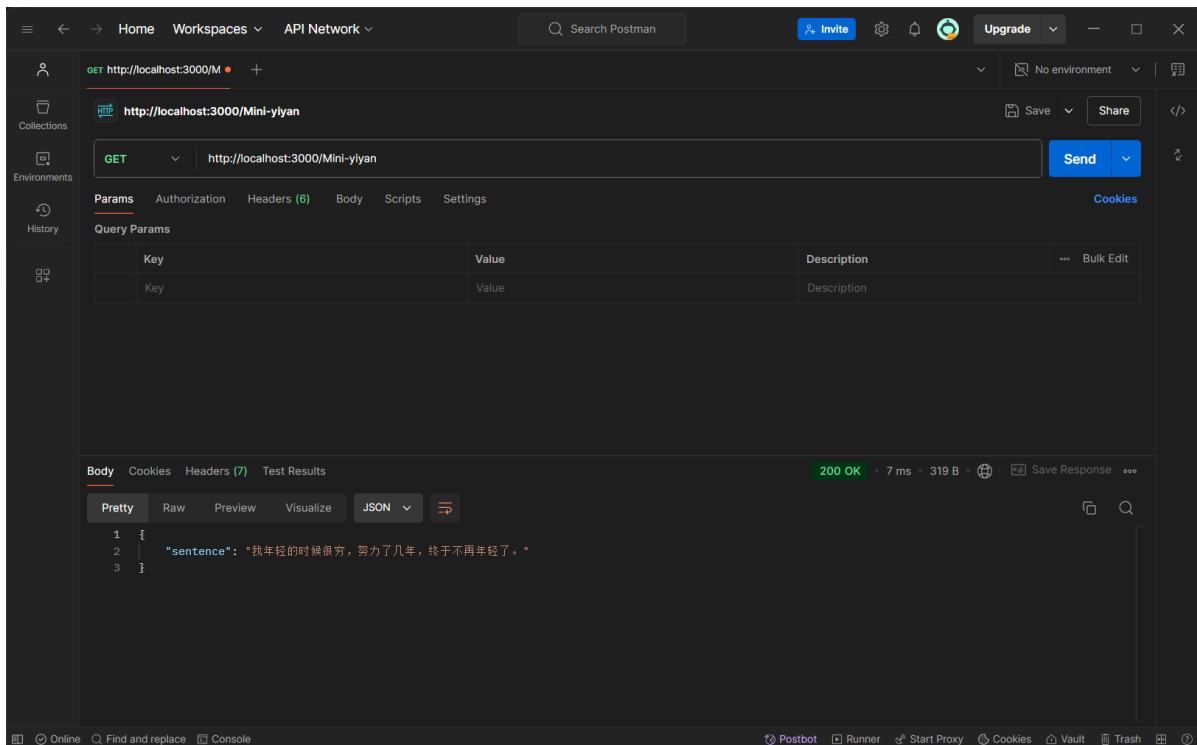 Home Workspaces API Network Search Postman Invite Upgrade
GET http://localhost:3000/M No environment
HTTP http://localhost:3000/Mini-yiyan Save Share
Collections
Environments
History
GET http://localhost:3000/Mini-yiyan Send
Params Authorization Headers (6) Body Scripts Settings Cookies
Query Params
Key Value Description Bulk Edit
Key Value Description
Body Cookies Headers (7) Test Results 200 OK 7 ms 319 B Save Response
Pretty Raw Preview Visualize JSON
1 {
2 "sentence": "我年轻的时候很穷，努力了几年，终于不再年轻了。"
3 }
Online Find and replace Console Postbot Runner Start Proxy Cookies Vault Trash